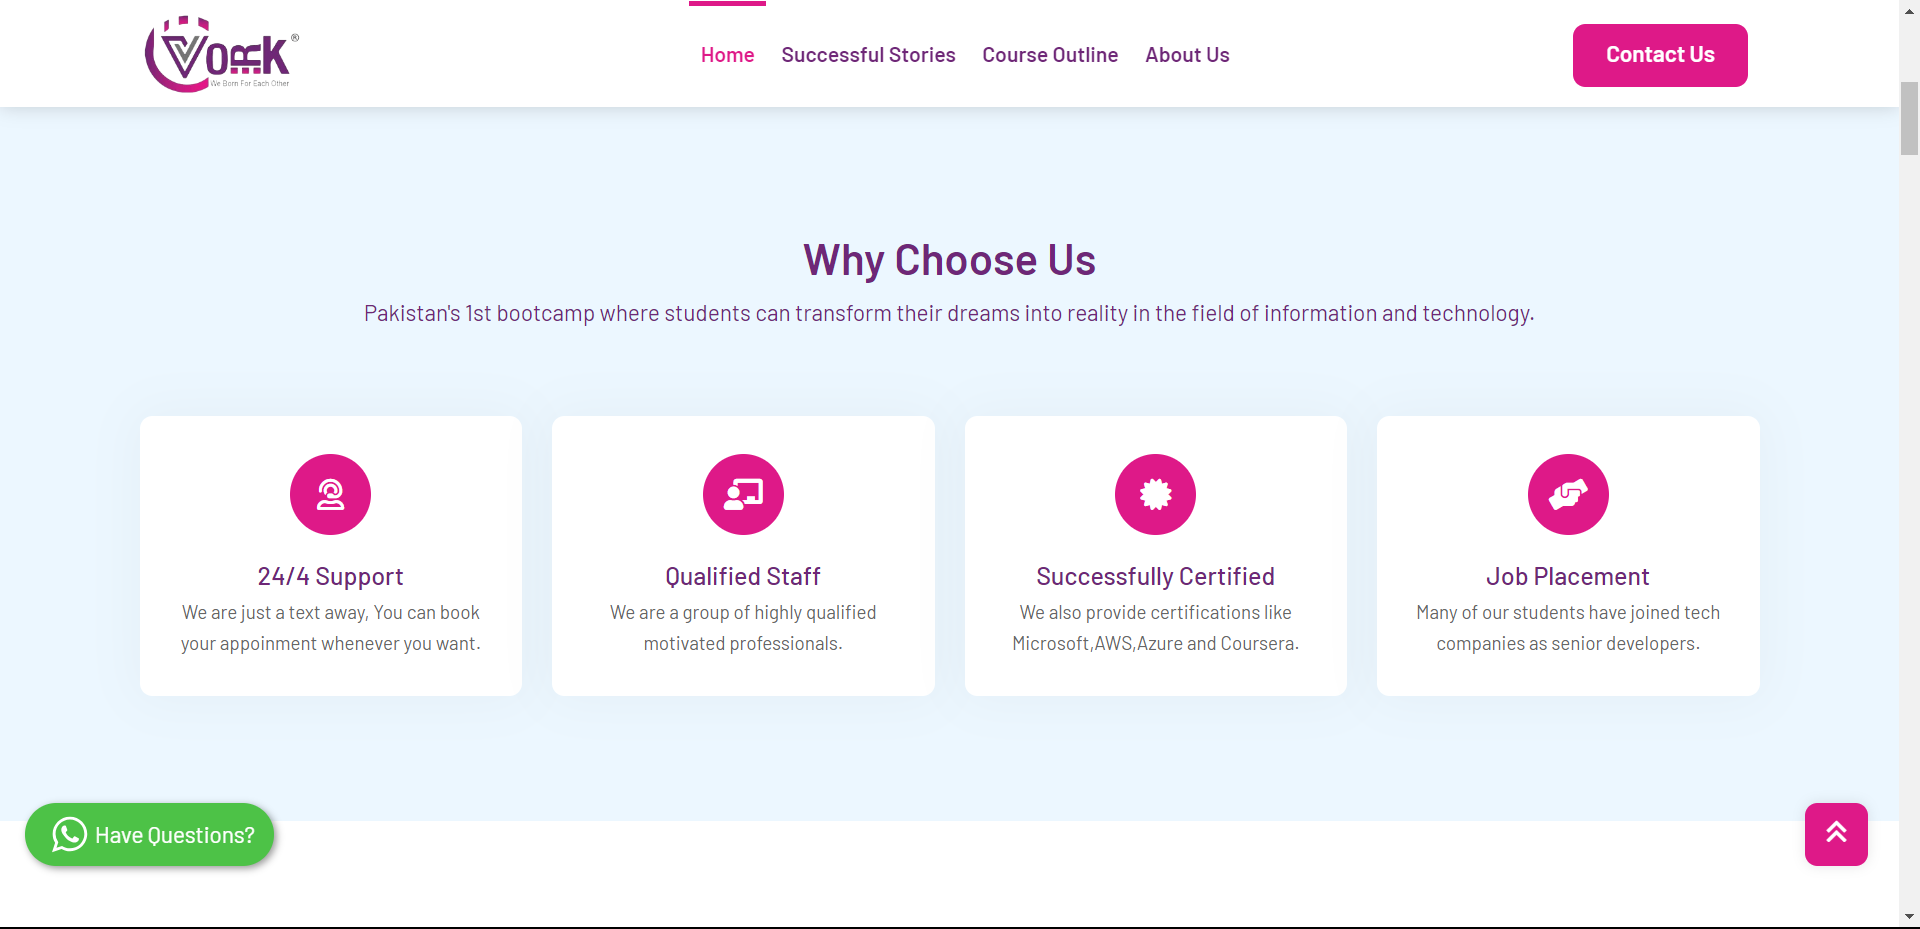 VORK ®
We Born For Each Other
Home
Successful Stories
Course Outline
About Us
Contact Us
Why Choose Us
Pakistan's 1st bootcamp where students can transform their dreams into reality in the field of information and technology.
24/4 Support
We are just a text away, You can book
your appoinment whenever you want.
Qualified Staff
We are a group of highly qualified
motivated professionals.
Successfully Certified
We also provide certifications like
Microsoft,AWS,Azure and Coursera.
Job Placement
Many of our students have joined tech
companies as senior developers.
Have Questions?